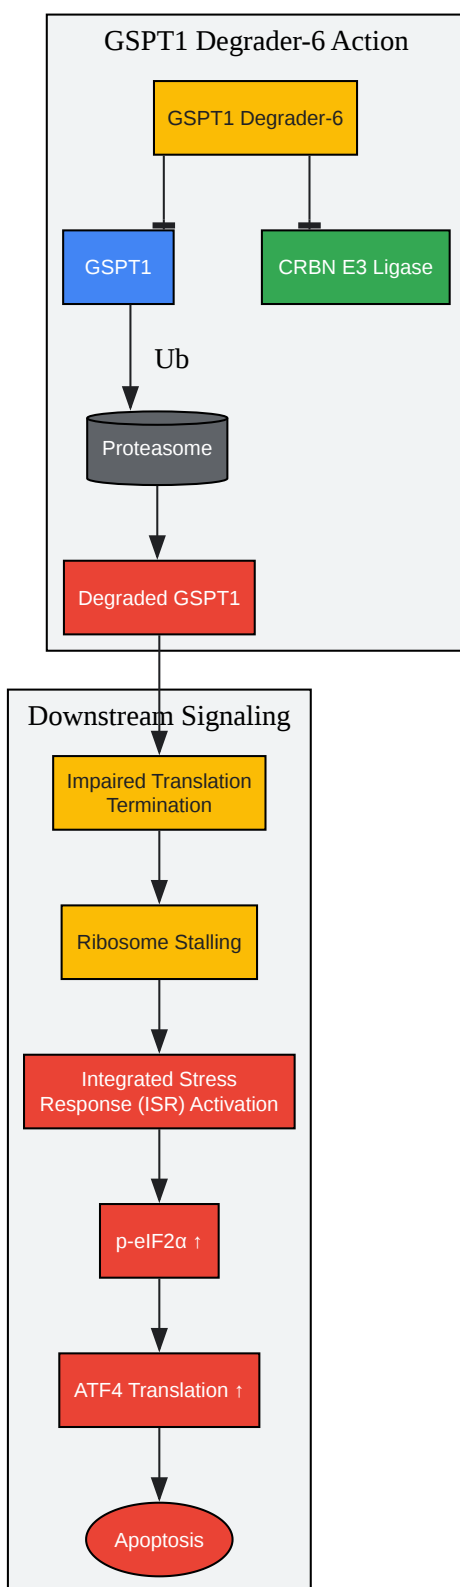 GSPT1 Degrader-6 Action
GSPT1 Degrader-6
GSPT1
CRBN E3 Ligase
Ub
Proteasome
Degraded GSPT1
Downstream Signaling
Impaired Translation
Termination
Ribosome Stalling
Integrated Stress
Response (ISR) Activation
p-eIF2α ↑
ATF4 Translation ↑
Apoptosis